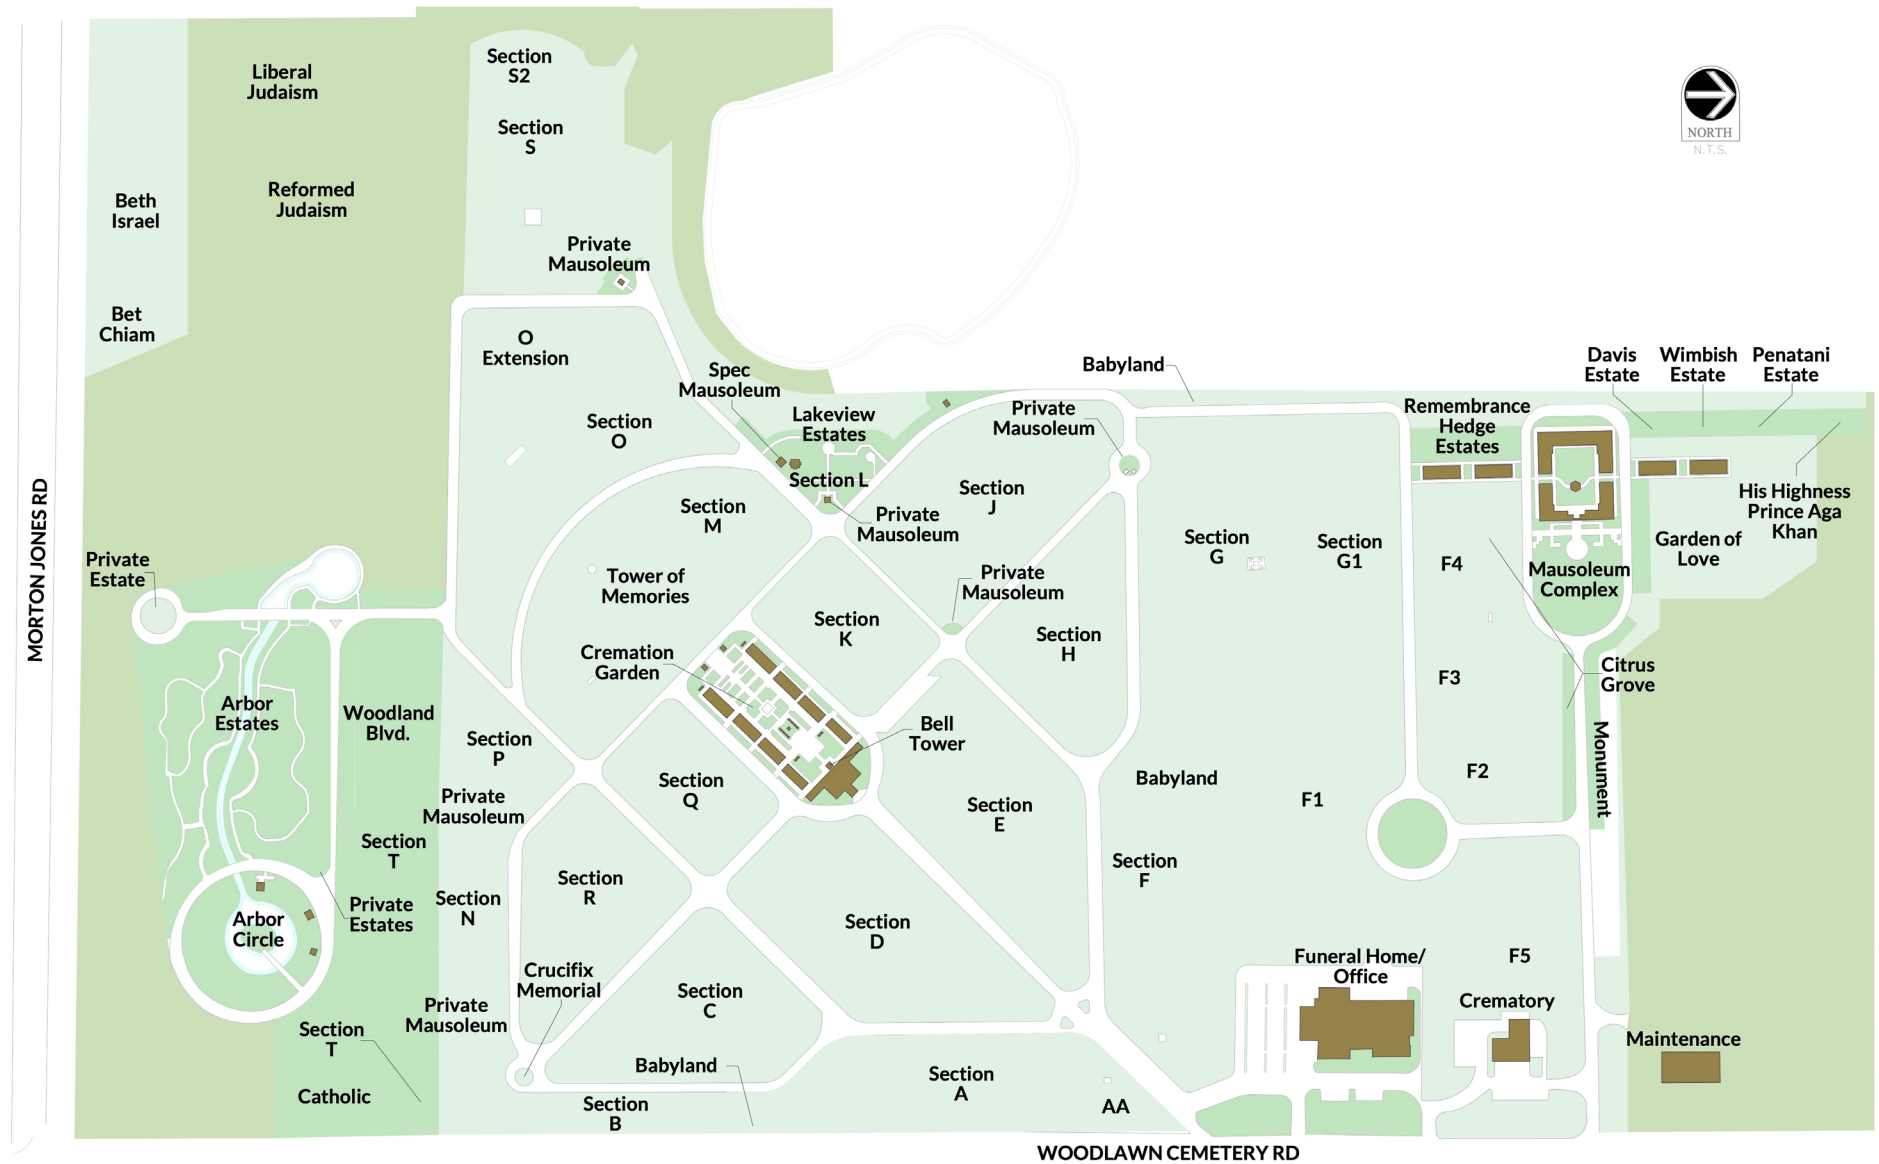 Section
S2
Liberal
Judaism
Section
S
NORTH
N.T.S.
Beth
Israel
Reformed
Judaism
Private
Mausoleum
Bet
Chiam
O
Extension
Spec
Mausoleum
Babyland
Davis
Estate
Wimbish
Estate
Penatani
Estate
Section
O
Lakeview
Estates
Private
Mausoleum
Remembrance
Hedge
Estates
Section L
Section
M
Private
Mausoleum
Section
J
His Highness
Prince Aga
Khan
MORTON JONES RD
Private
Estate
Tower of
Memories
Private
Mausoleum
Section
G
Section
G1
F4
Mausoleum
Complex
Garden of
Love
Section
K
Section
H
Cremation
Garden
F3
Citrus
Grove
Arbor
Estates
Woodland
Blvd.
Section
P
Bell
Tower
Monument
Section
Q
Babyland
F2
Private
Mausoleum
Section
E
F1
Section
T
Section
F
Section
R
Private
Estates
Section
N
Arbor
Circle
Section
D
Funeral Home/
Office
F5
Crucifix
Memorial
Section
C
Crematory
Private
Mausoleum
Section
T
Maintenance
Babyland
Section
A
Catholic
Section
B
AA
WOODLAWN CEMETERY RD